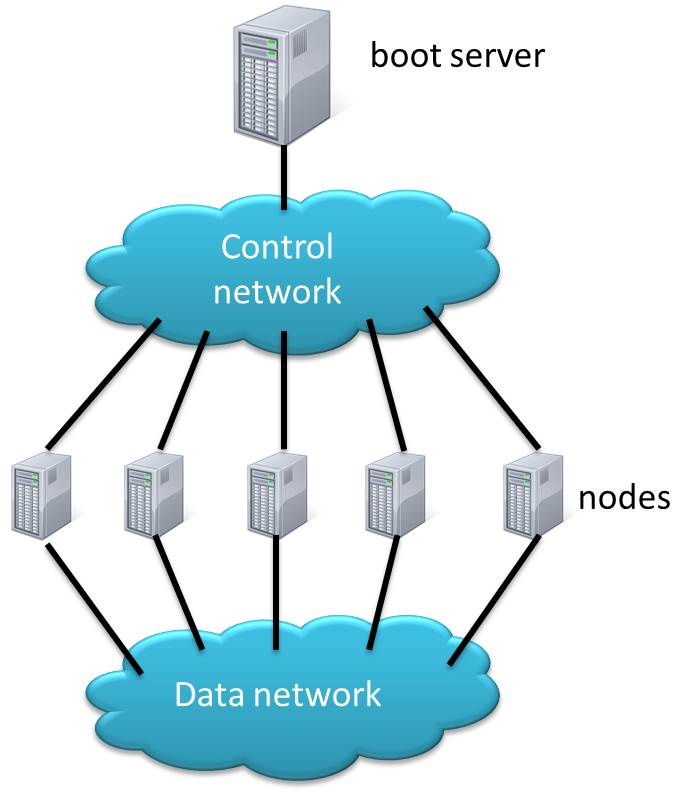 boot server
Control
network
nodes
Data network